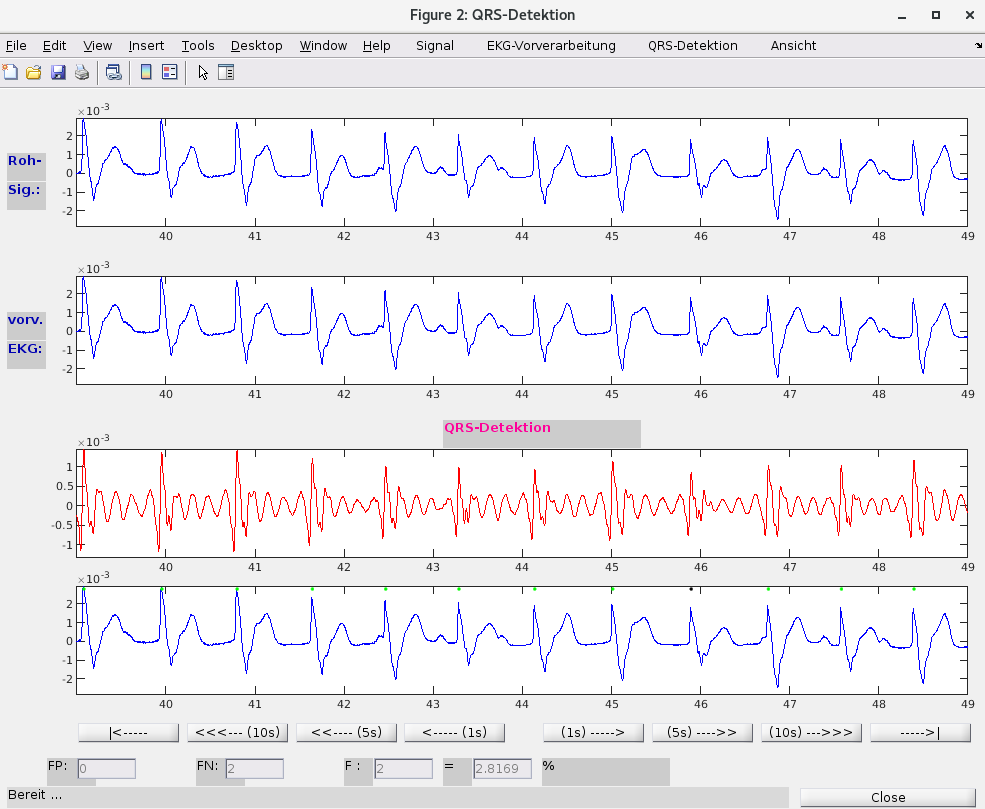 Figure 2: QRS-Detektion
File Edit View Insert Tools Desktop Window Help Signal EKG-Vorverarbeitung QRS-Detektion Ansicht
×10-3
2
1
0
-1
-2
Roh-
Sig.:
40 41 42 43 44 45 46 47 48 49
×10-3
2
1
0
-1
-2
vorv.
EKG:
40 41 42 43 44 45 46 47 48 49
QRS-Detektion
×10-3
1
0.5
0
-0.5
-1
40 41 42 43 44 45 46 47 48 49
×10-3
2
1
0
-1
-2
40 41 42 43 44 45 46 47 48 49
|<----- <<<--- (10s) <<---- (5s) <----- (1s) (1s) -----> (5s) ---->> (10s) --->>> ----->|
FP: 0 FN: 2 F : 2 = 2.8169 %
Bereit ...
Close